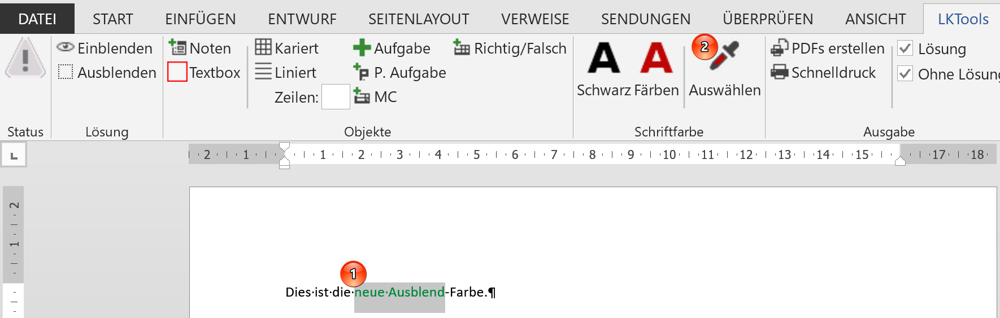 DATEI START EINFÜGEN ENTWURF SEITENLAYOUT VERWEISE SENDUNGEN ÜBERPRÜFEN ANSICHT LKTools
Einblenden Noten Kariert Aufgabe Richtig/Falsch A A 2 PDFs erstellen Lösung
Ausblenden Textbox Liniert P. Aufgabe Schnelldruck Ohne Lösung
Zeilen: MC Schwarz Färben Auswählen
Status Lösung Objekte Schriftfarbe Ausgabe
2 1 1 2 3 4 5 6 7 8 9 10 11 12 13 14 15 17 18
2
1
1
Dies·ist·die·neue·Ausblend-Farbe.¶